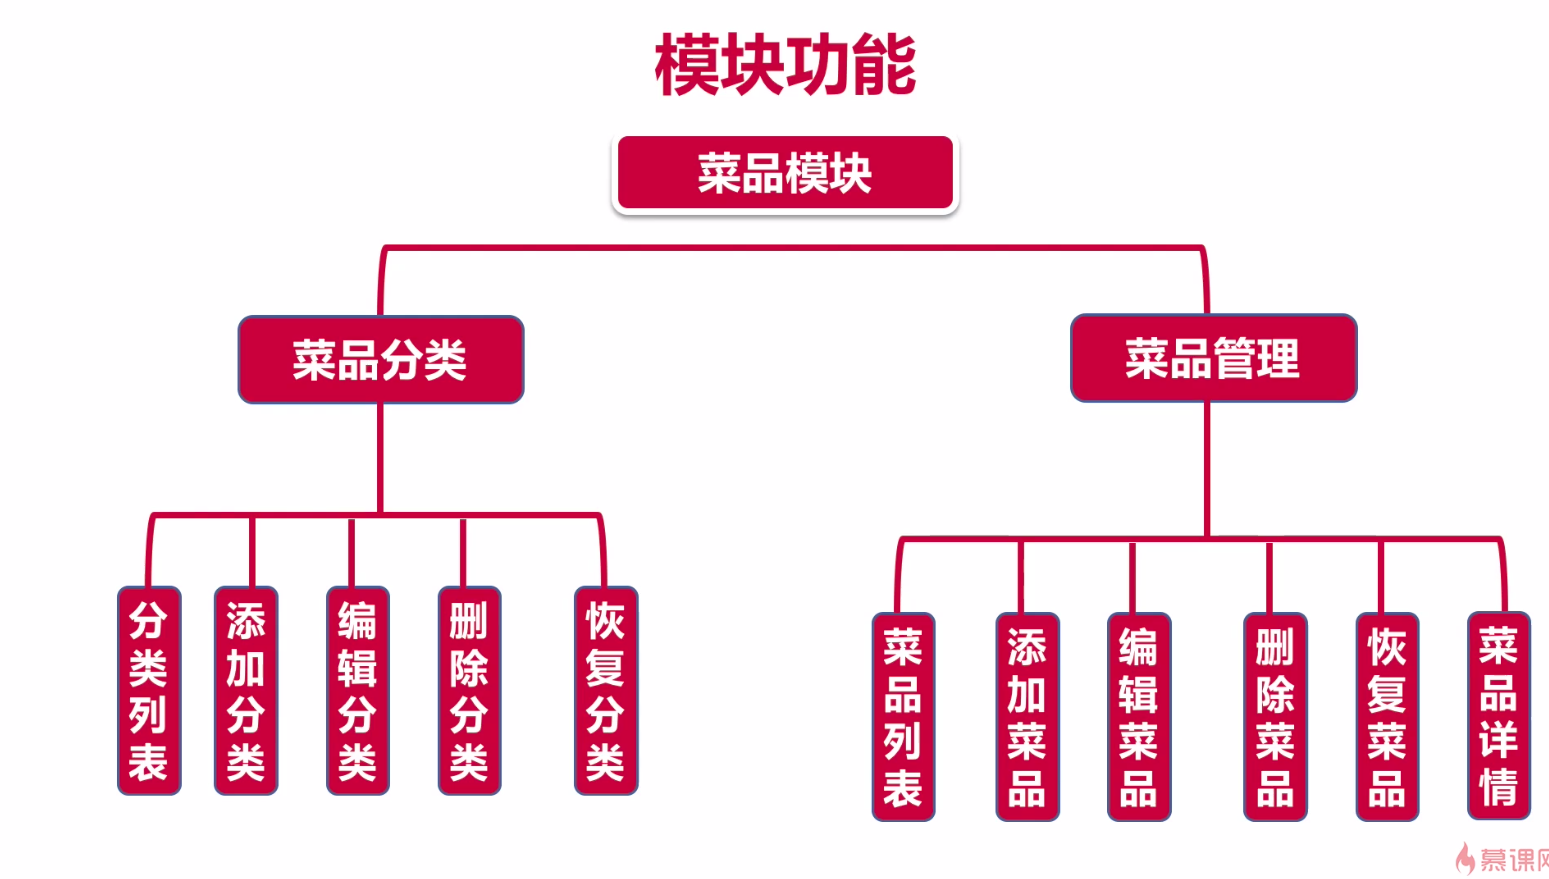 模块功能
菜品模块
菜品分类
菜品管理
分类列表
添加分类
编辑分类
删除分类
恢复分类
菜品列表
添加菜品
编辑菜品
删除菜品
恢复菜品
菜品详情
慕课网